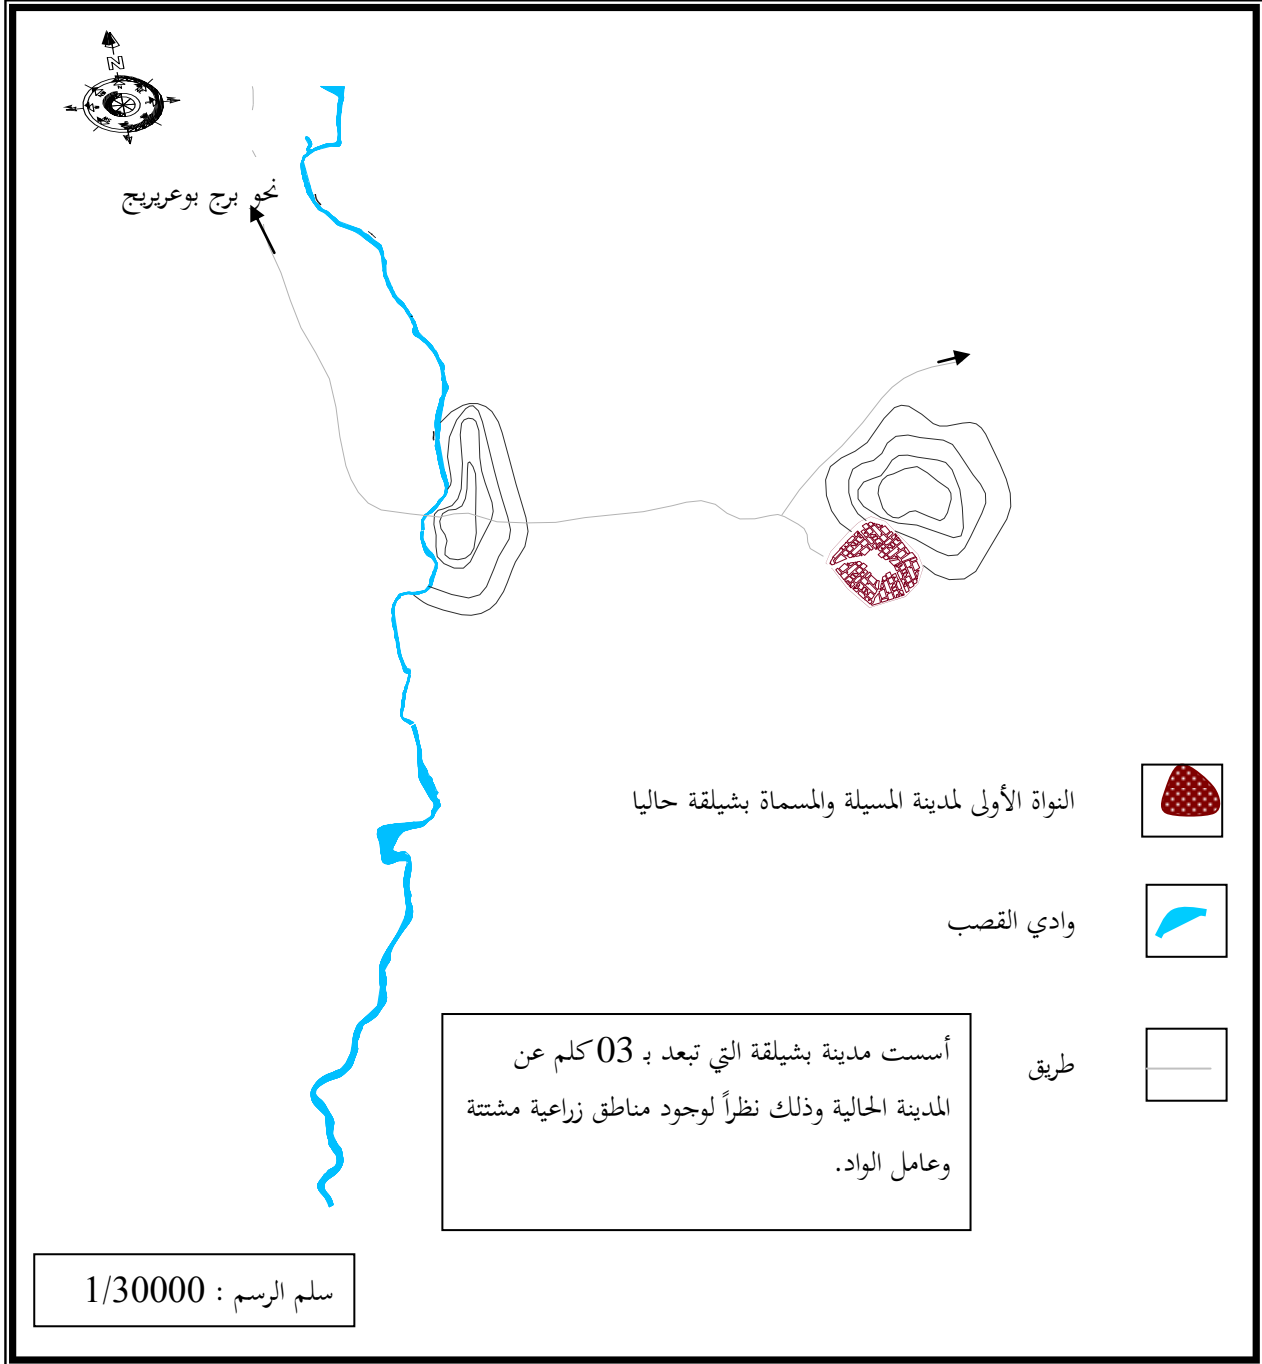 N
نحو برج بوعريريج
النواة الأولى لمدينة المسيلة والمسماة بشيلقة حاليا
وادي القصب
طريق
أسست مدينة بشيلقة التي تبعد بـ 03 كلم عن
المدينة الحالية وذلك نظراً لوجود مناطق زراعية مشتتة
وعامل الواد.
سلم الرسم : 1/30000